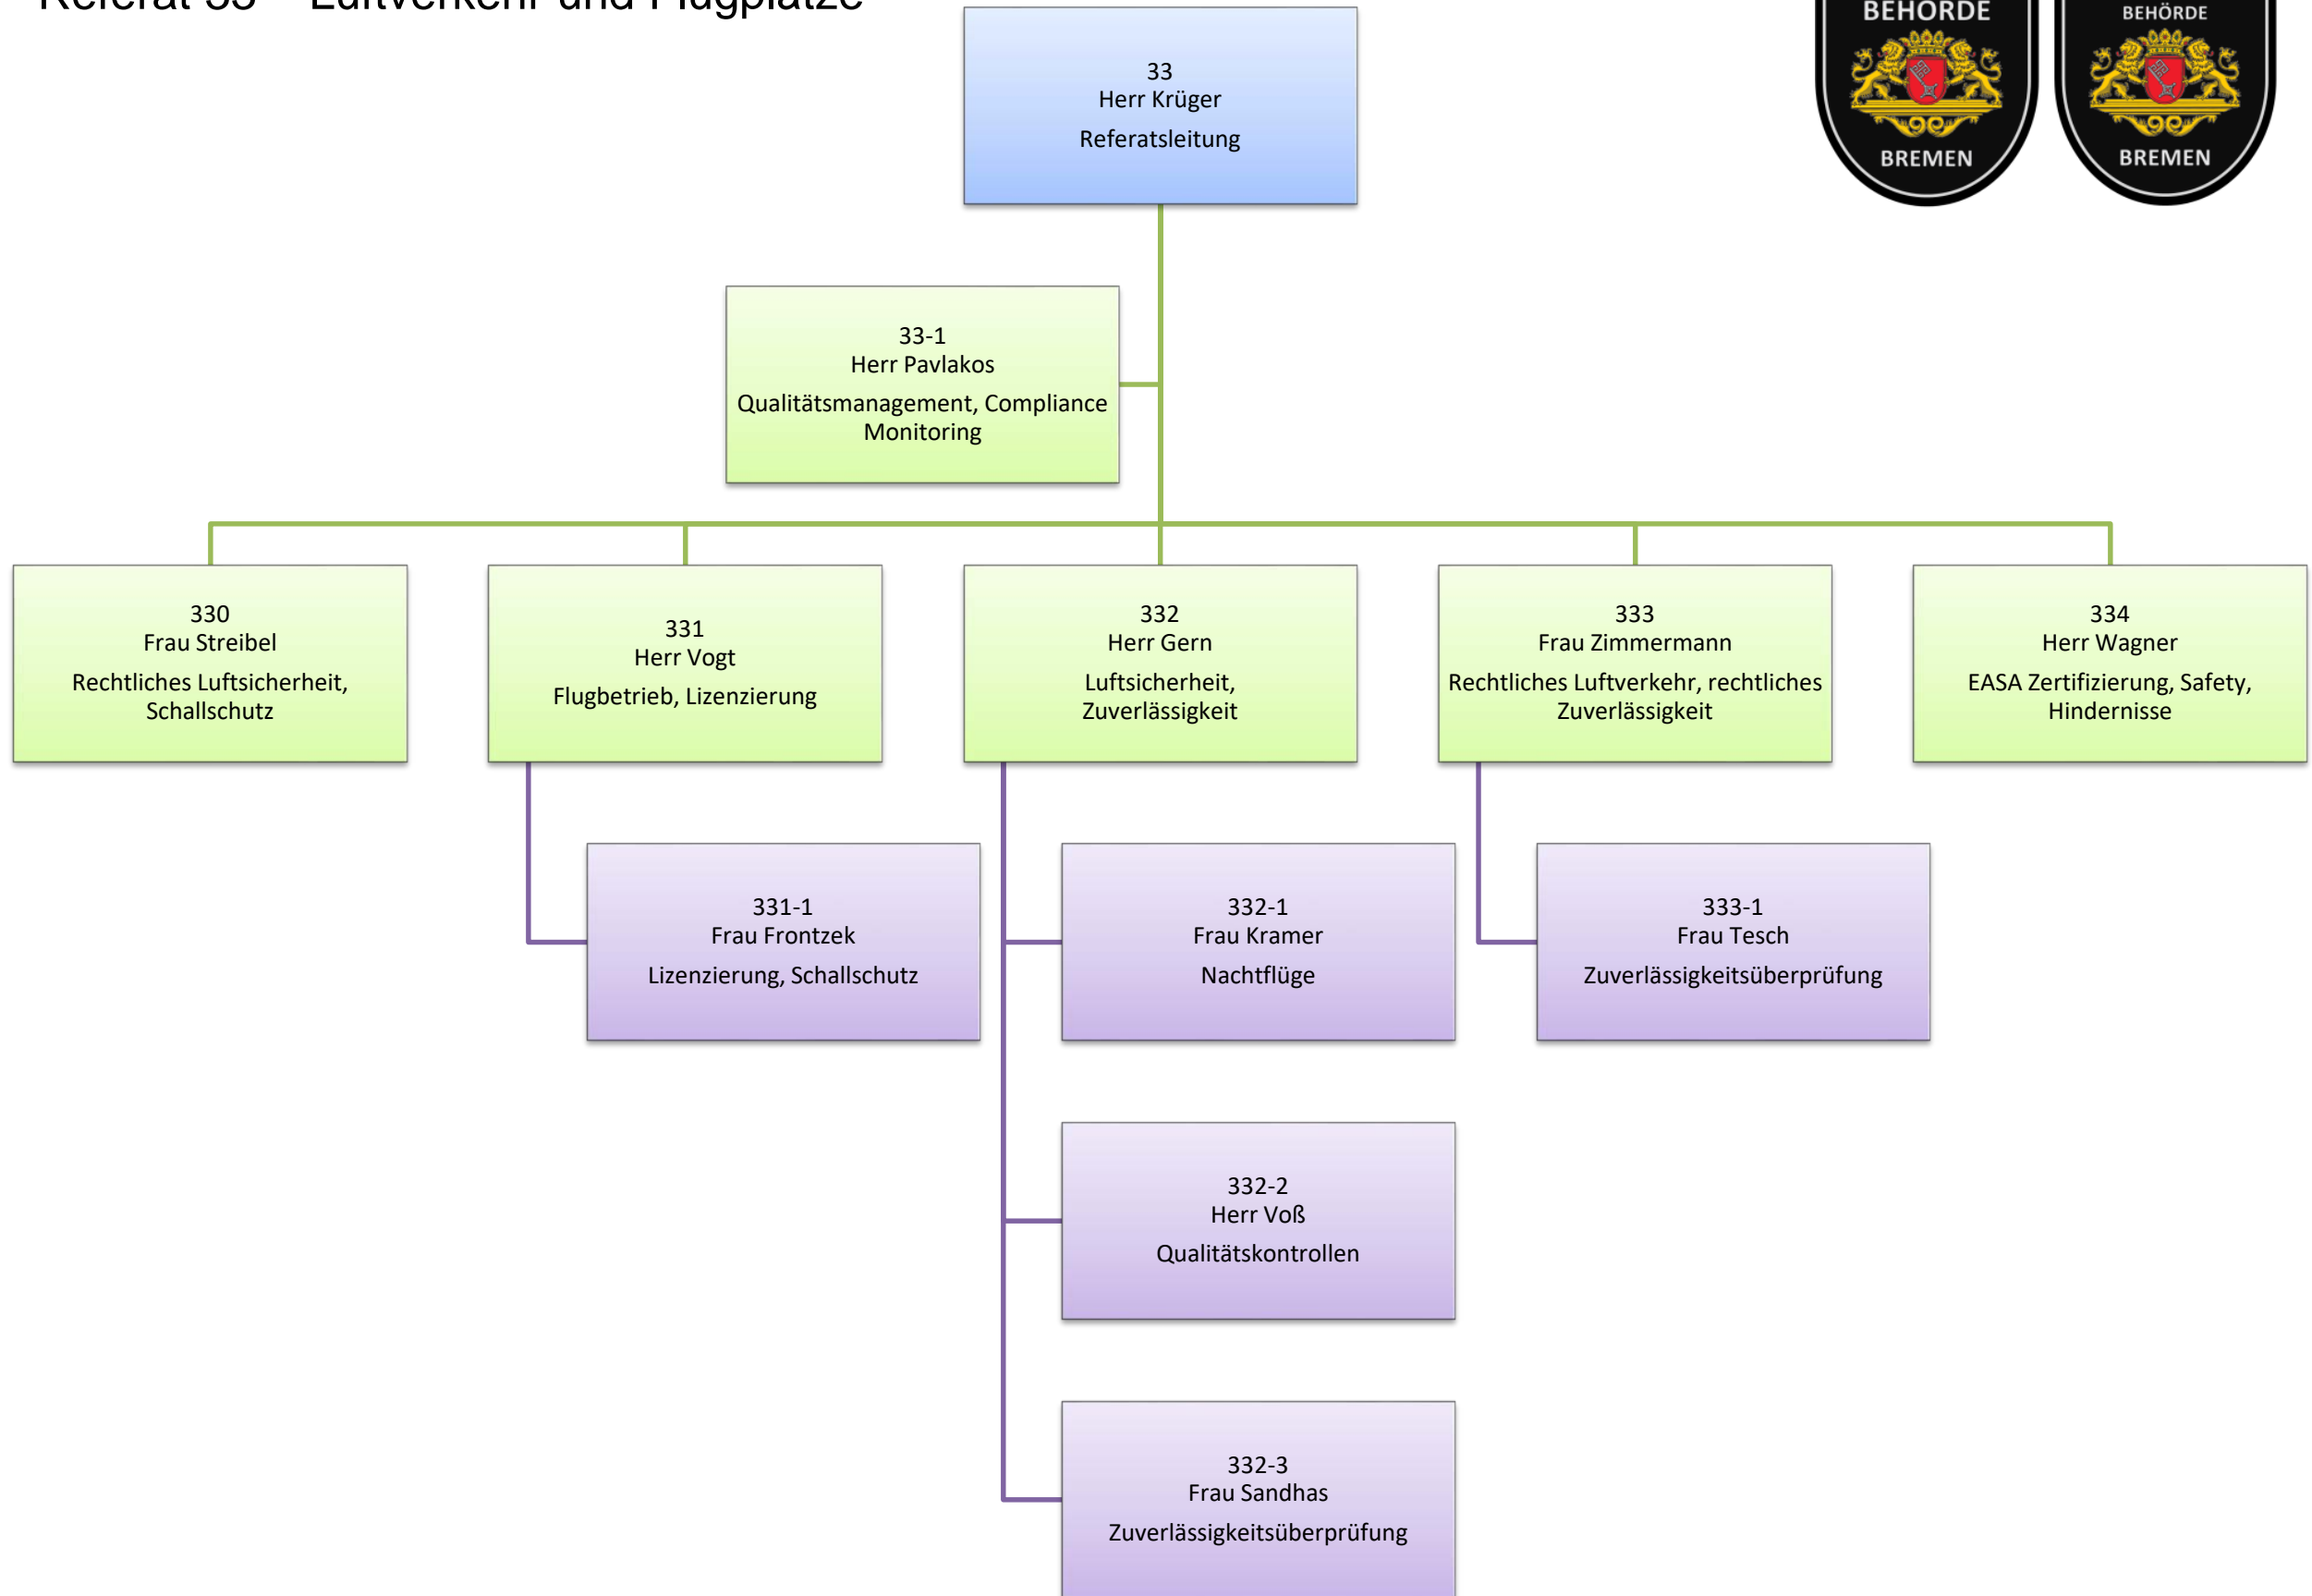 Referat 33 – Luftverkehr und Flugplätze
BEHÖRDE
BREMEN
BEHÖRDE
BREMEN
33
Herr Krüger
Referatsleitung
33-1
Herr Pavlakos
Qualitätsmanagement, Compliance
Monitoring
330
Frau Streibel
Rechtliches Luftsicherheit,
Schallschutz
331
Herr Vogt
Flugbetrieb, Lizenzierung
332
Herr Gern
Luftsicherheit,
Zuverlässigkeit
333
Frau Zimmermann
Rechtliches Luftverkehr, rechtliches
Zuverlässigkeit
334
Herr Wagner
EASA Zertifizierung, Safety,
Hindernisse
331-1
Frau Frontzek
Lizenzierung, Schallschutz
332-1
Frau Kramer
Nachtflüge
333-1
Frau Tesch
Zuverlässigkeitsüberprüfung
332-2
Herr Voß
Qualitätskontrollen
332-3
Frau Sandhas
Zuverlässigkeitsüberprüfung